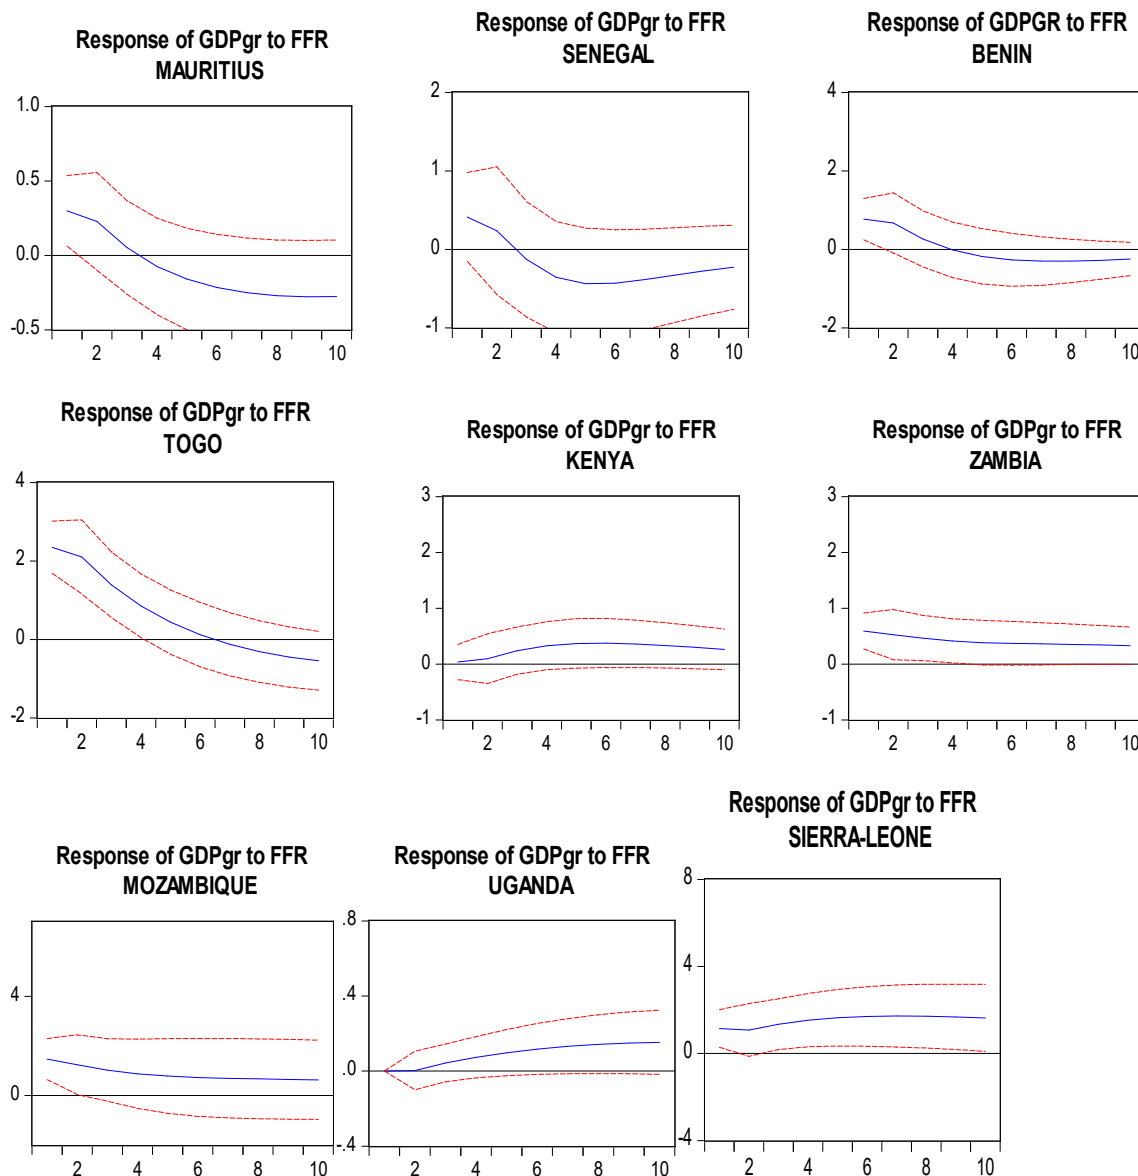 Response of GDPgr to FFR
MAURITIUS
1.0
0.5
0.0
-0.5
2 4 6 8 10
Response of GDPgr to FFR
SENEGAL
2
1
0
-1
2 4 6 8 10
Response of GDPGR to FFR
BENIN
4
2
0
-2
2 4 6 8 10
Response of GDPgr to FFR
TOGO
4
2
0
-2
2 4 6 8 10
Response of GDPgr to FFR
KENYA
3
2
1
0
-1
2 4 6 8 10
Response of GDPgr to FFR
ZAMBIA
3
2
1
0
-1
2 4 6 8 10
Response of GDPgr to FFR
MOZAMBIQUE
4
0
2 4 6 8 10
Response of GDPgr to FFR
UGANDA
.8
.4
.0
-.4
2 4 6 8 10
Response of GDPgr to FFR
SIERRA-LEONE
8
4
0
-4
2 4 6 8 10